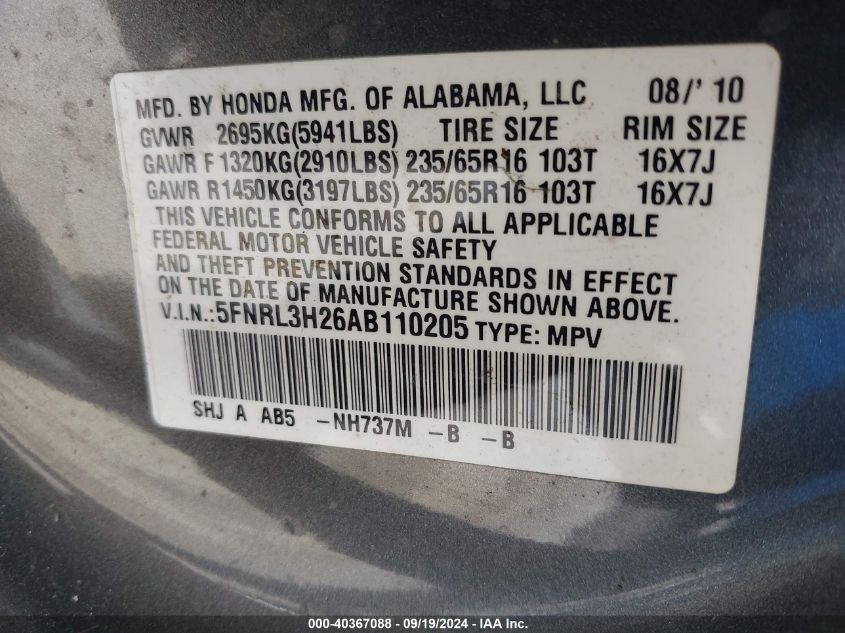 MFD. BY HONDA MFG. OF ALABAMA, LLC 08/' 10
GVWR 2695KG(5941LBS) TIRE SIZE RIM SIZE
GAWR F 1320KG(2910LBS) 235/65R16 103T 16X7J
GAWR R1450KG(3197LBS) 235/65R16 103T 16X7J
THIS VEHICLE CONFORMS TO ALL APPLICABLE
FEDERAL MOTOR VEHICLE SAFETY
AND THEFT PREVENTION STANDARDS IN EFFECT
ON THE DATE OF MANUFACTURE SHOWN ABOVE.
V.I.N.:5FNRL3H26AB110205 TYPE: MPV
SHJ A AB5 -NH737M -B -B
000-40367088 - 09/19/2024 - IAAI INC.